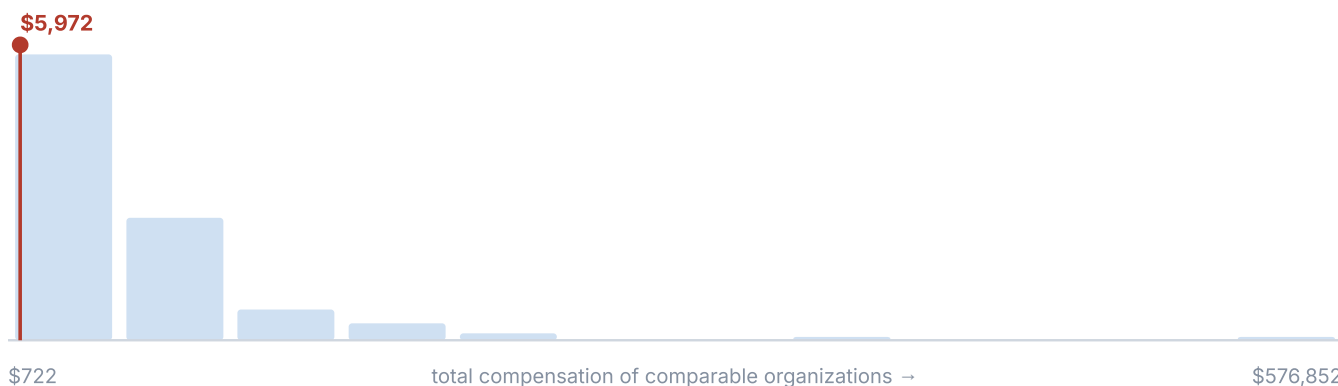 $5,972
$722 total compensation of comparable organizations → $576,852